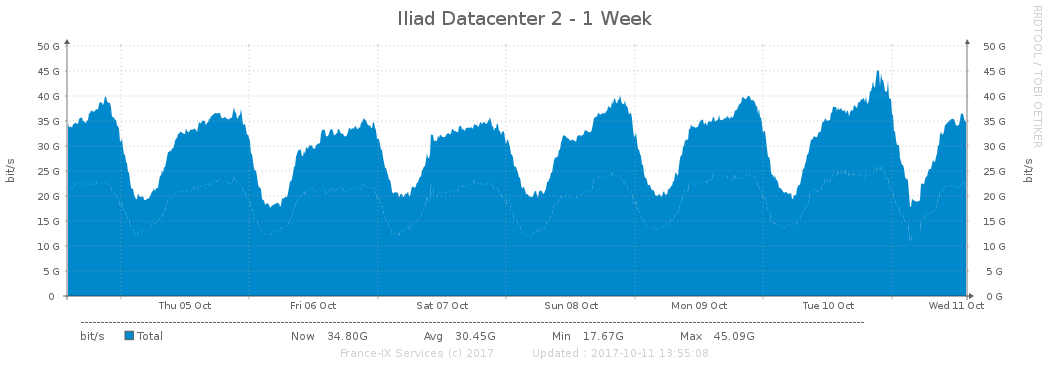 Iliad Datacenter 2 - 1 Week
RRDTOOL / TOBI OETIKER
50 G 50 G
45 G 45 G
40 G 40 G
35 G 35 G
30 G 30 G
25 G 25 G
20 G 20 G
15 G 15 G
10 G 10 G
5 G 5 G
0 0 G
bit/s bit/s
Thu 05 Oct Fri 06 Oct Sat 07 Oct Sun 08 Oct Mon 09 Oct Tue 10 Oct Wed 11 Oct
bit/s Total Now 34.80G Avg 30.45G Min 17.67G Max 45.09G
France-IX Services (c) 2017 Updated : 2017-10-11 13:55:08